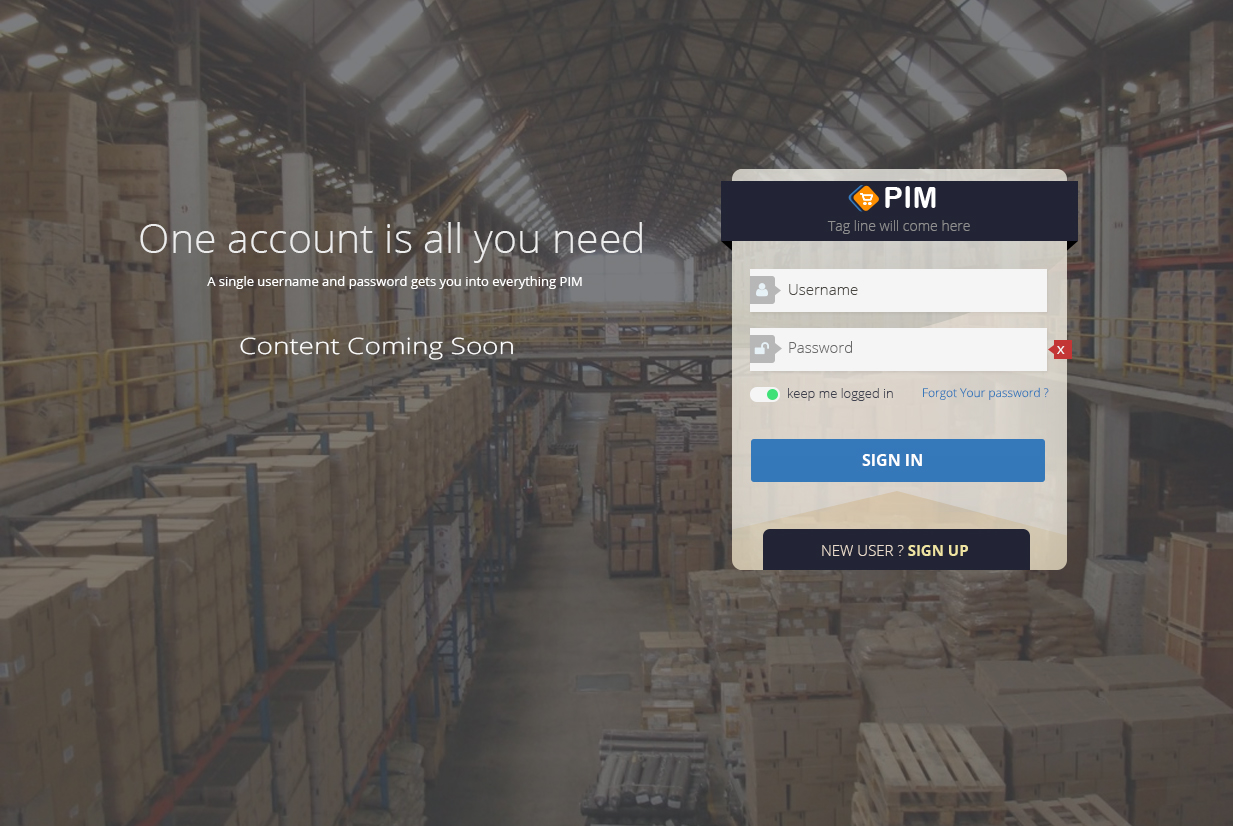 One account is all you need
A single username and password gets you into everything PIM
Content Coming Soon
PIM
Tag line will come here
Username
Password
x
keep me logged in
Forgot Your password ?
SIGN IN
NEW USER ? SIGN UP